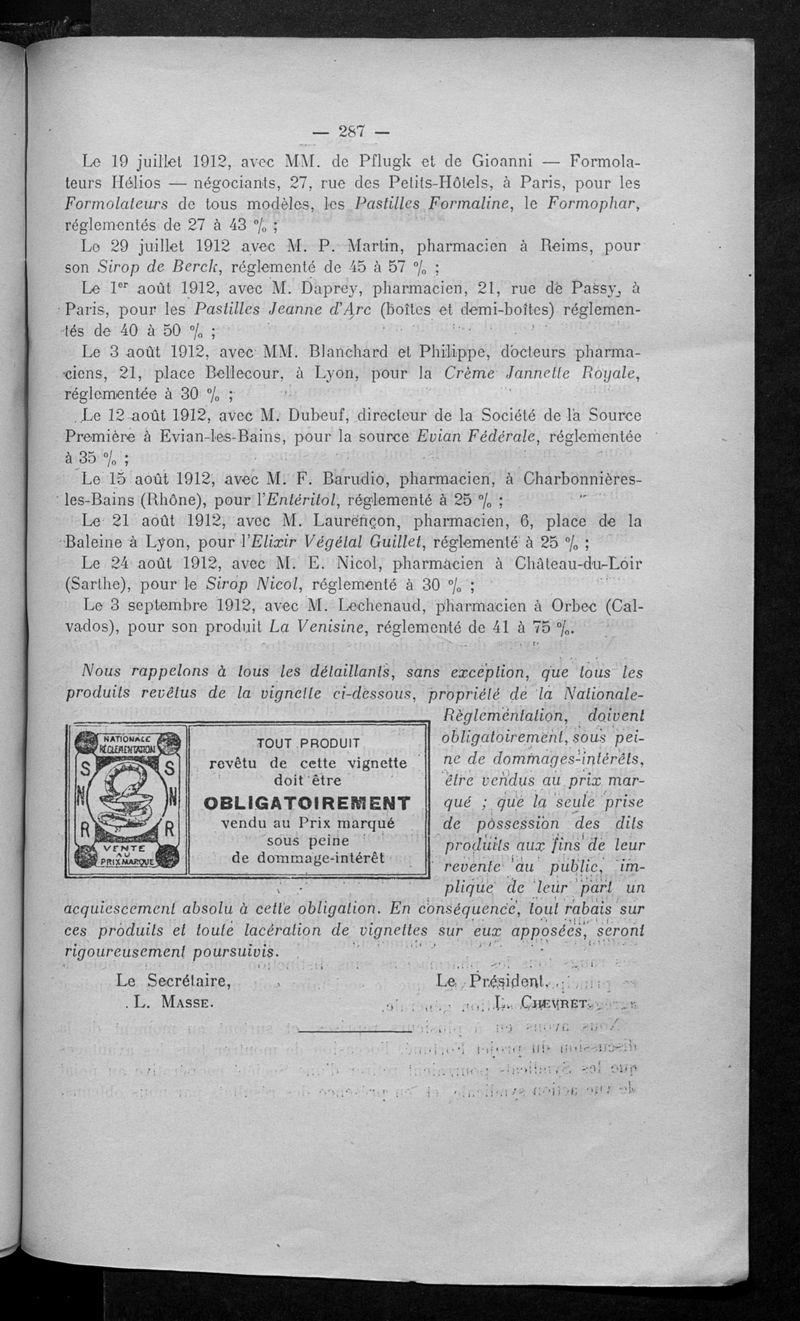 — 287 —
Le 19 juillet 1912, avec MM. de Pflugk et de Gioanni — Formola-
teurs Hélios — négociants, 27, rue des Petits-Hôtels, à Paris, pour les
Formolateurs de tous modèles, les Pastilles Formaline, le Formophar,
réglementés de 27 à 43 % ;
Le 29 juillet 1912 avec M. P. Martin, pharmacien à Reims, pour
son Sirop de Berck, réglementé de 45 à 57 % ;
Le 1er août 1912, avec M. Daprey, pharmacien, 21, rue de Passy, à
Paris, pour les Pastilles Jeanne d'Arc (boîtes et demi-boîtes) réglemen-
tés de 40 à 50 % ;
Le 3 août 1912, avec MM. Blanchard et Philippe, docteurs pharma-
ciens, 21, place Bellecour, à Lyon, pour la Crème Jannette Royale,
réglementée à 30 % ;
Le 12 août 1912, avec M. Dubeuf, directeur de la Société de la Source
Première à Evian-les-Bains, pour la source Evian Fédérale, réglementée
à 35 % ;
Le 15 août 1912, avec M. F. Barudio, pharmacien, à Charbonnières-
les-Bains (Rhône), pour l'Entéritol, réglementé à 25 % ;
Le 21 août 1912, avec M. Laurençon, pharmacien, 6, place de la
Baleine à Lyon, pour l'Elixir Végétal Guillet, réglementé à 25 % ;
Le 24 août 1912, avec M. E. Nicol, pharmacien à Château-du-Loir
(Sarthe), pour le Sirop Nicol, réglementé à 30 % ;
Le 3 septembre 1912, avec M. Lechenaud, pharmacien à Orbec (Cal-
vados), pour son produit La Venisine, réglementé de 41 à 75 %.
Nous rappelons à tous les détaillants, sans exception, que tous les
produits revêtus de la vignette ci-dessous, propriété de la Nationale-
Règlementation, doivent
obligatoirement, sous pei-
ne de dommages-intérêts,
être vendus au prix mar-
qué ; que la seule prise
de possession des dits
produits aux fins de leur
revente au public, im-
plique de leur part un
acquiescement absolu à cette obligation. En conséquence, tout rabais sur
ces produits et toute lacération de vignettes sur eux apposées, seront
rigoureusement poursuivis.
NATIONALE
RÉGLEMENTATION
S S
N N
R R
VENTE
AU
PRIX MARQUÉ
TOUT PRODUIT
revêtu de cette vignette
doit être
OBLIGATOIREMENT
vendu au Prix marqué
sous peine
de dommage-intérêt
Le Secrétaire,
L. MASSE.
Le Président,
L. CHEVRET.